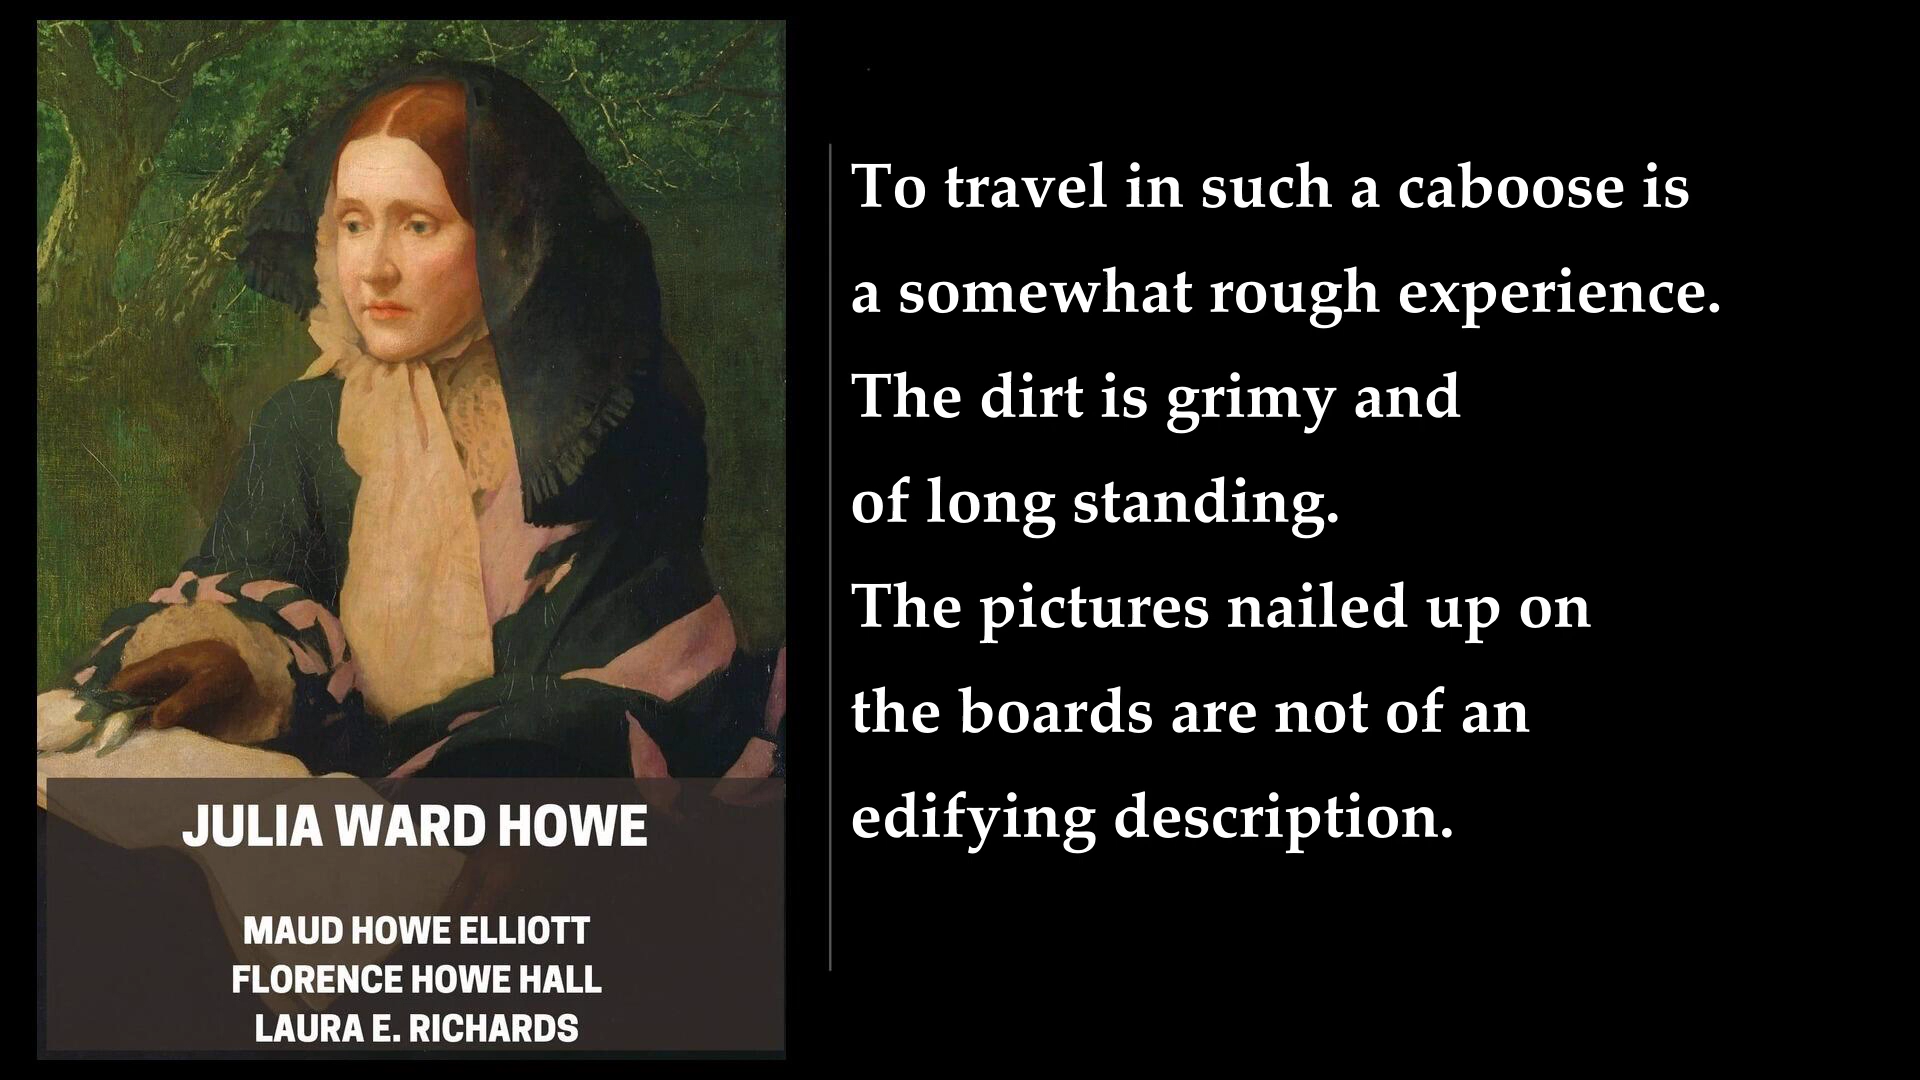 JULIA WARD HOWE
MAUD HOWE ELLIOTT
FLORENCE HOWE HALL
LAURA E. RICHARDS
To travel in such a caboose is
a somewhat rough experience.
The dirt is grimy and
of long standing.
The pictures nailed up on
the boards are not of an
edifying description.